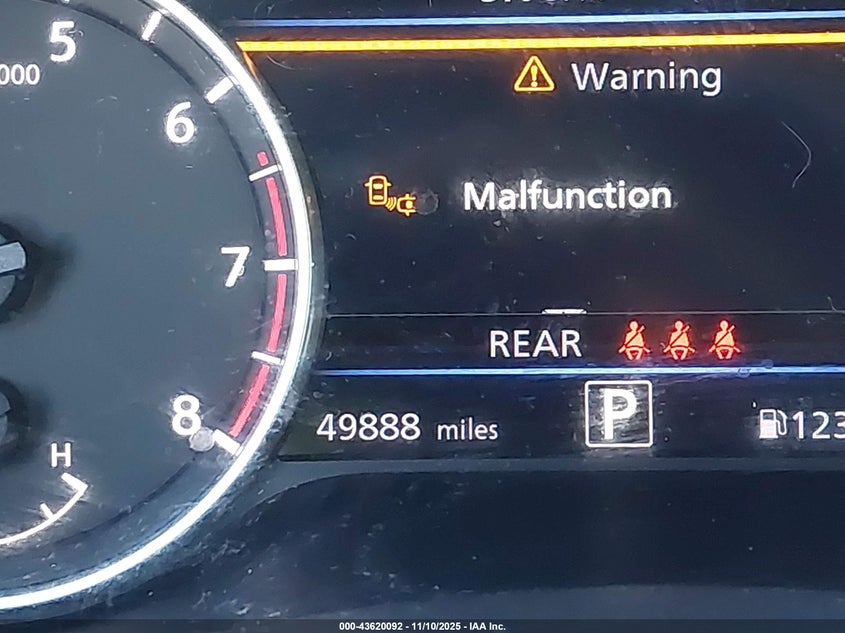 5
000
Warning
6
Malfunction
7
REAR
8
49888 miles
P
123
H
000-43620092 - 11/10/2025 - IAA Inc.